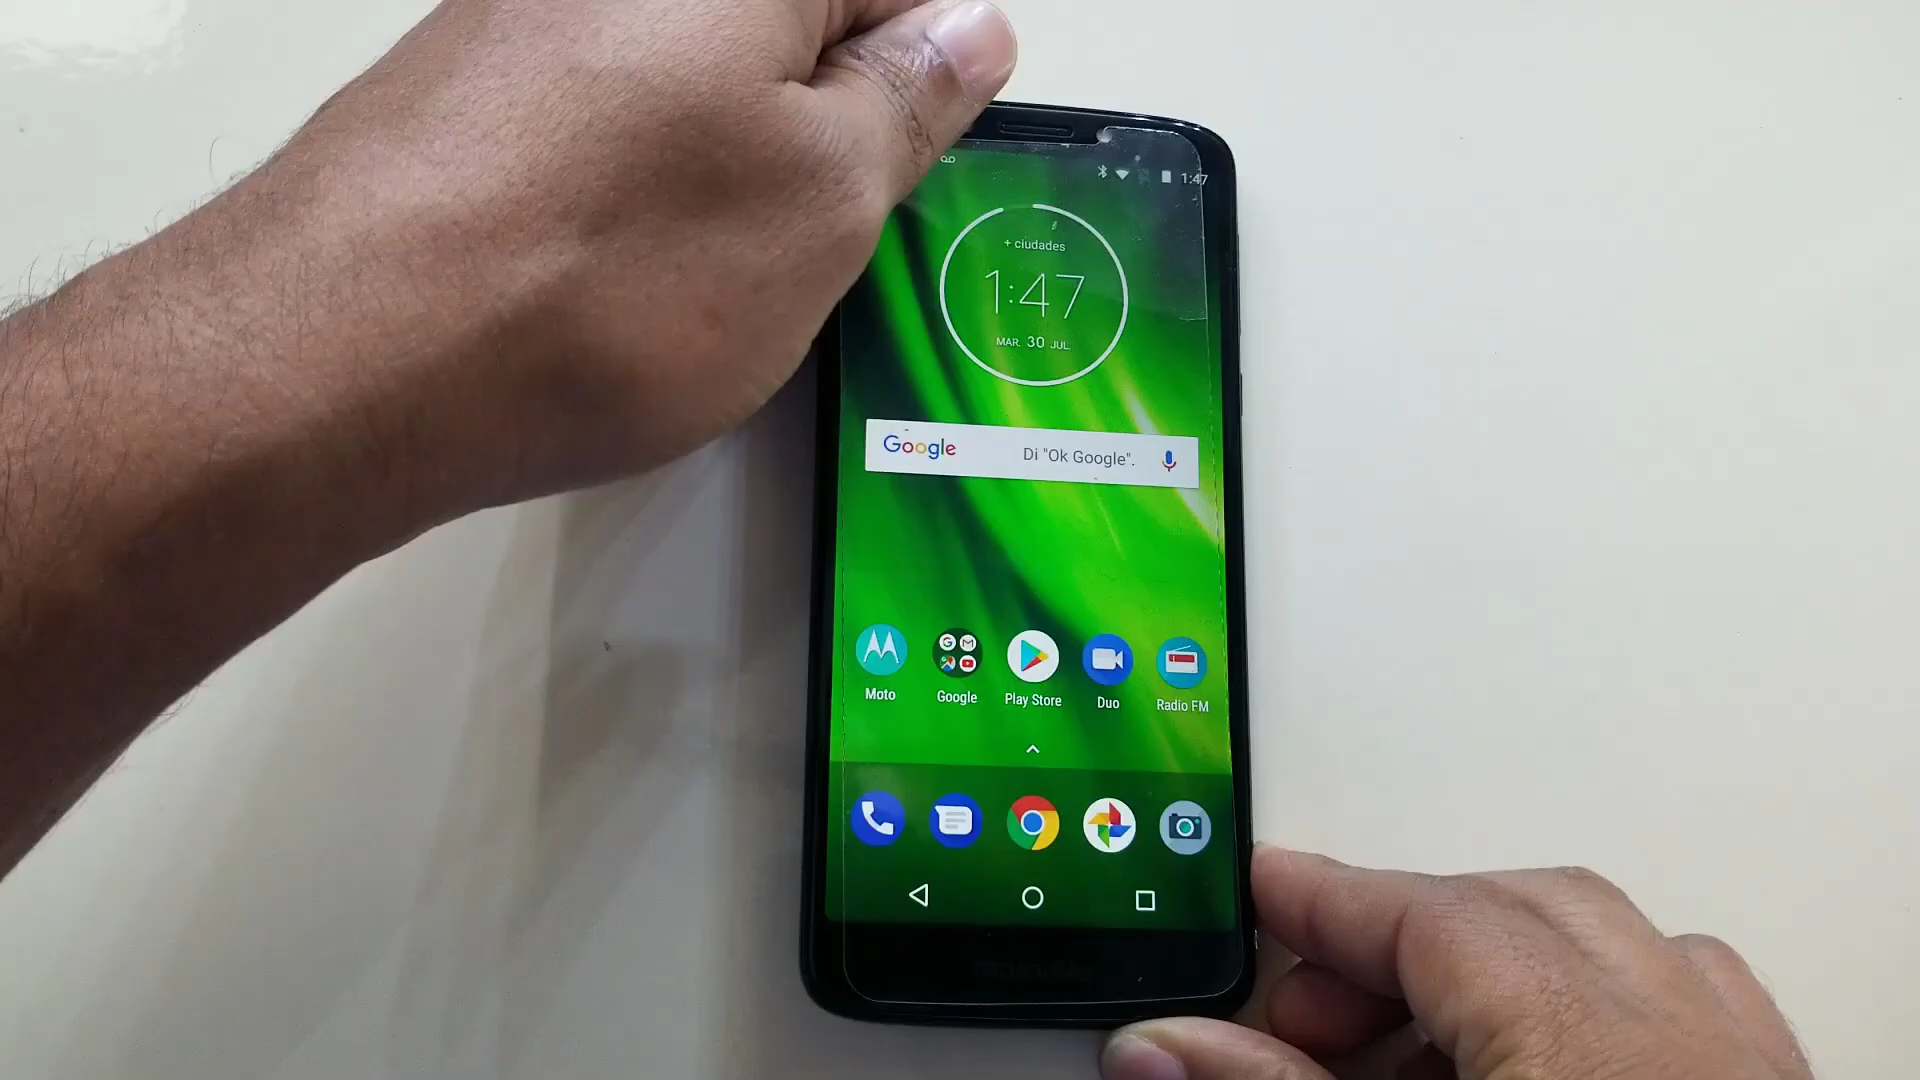 1:47
+ ciudades
1:47
MAR. 30 JUL.
Google Di "Ok Google".
Moto Google Play Store Duo Radio FM